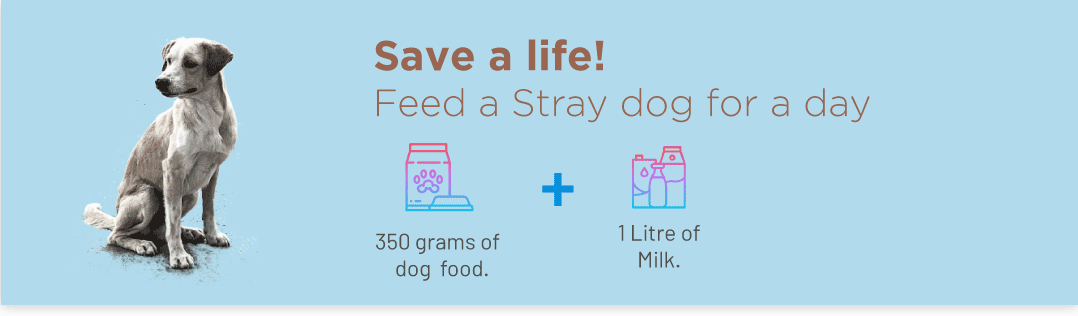 Save a life!
Feed a Stray dog for a day
350 grams of
dog food.
1 Litre of
Milk.